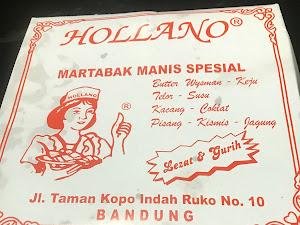 HOLLANO®
MARTABAK MANIS SPESIAL
Butter Wysman - Keju
Telor - Susu
Kacang - Coklat
Pisang - Kismis - Jagung
HOLLANO
®
Lezat & Gurih
Jl. Taman Kopo Indah Ruko No. 10
BANDUNG